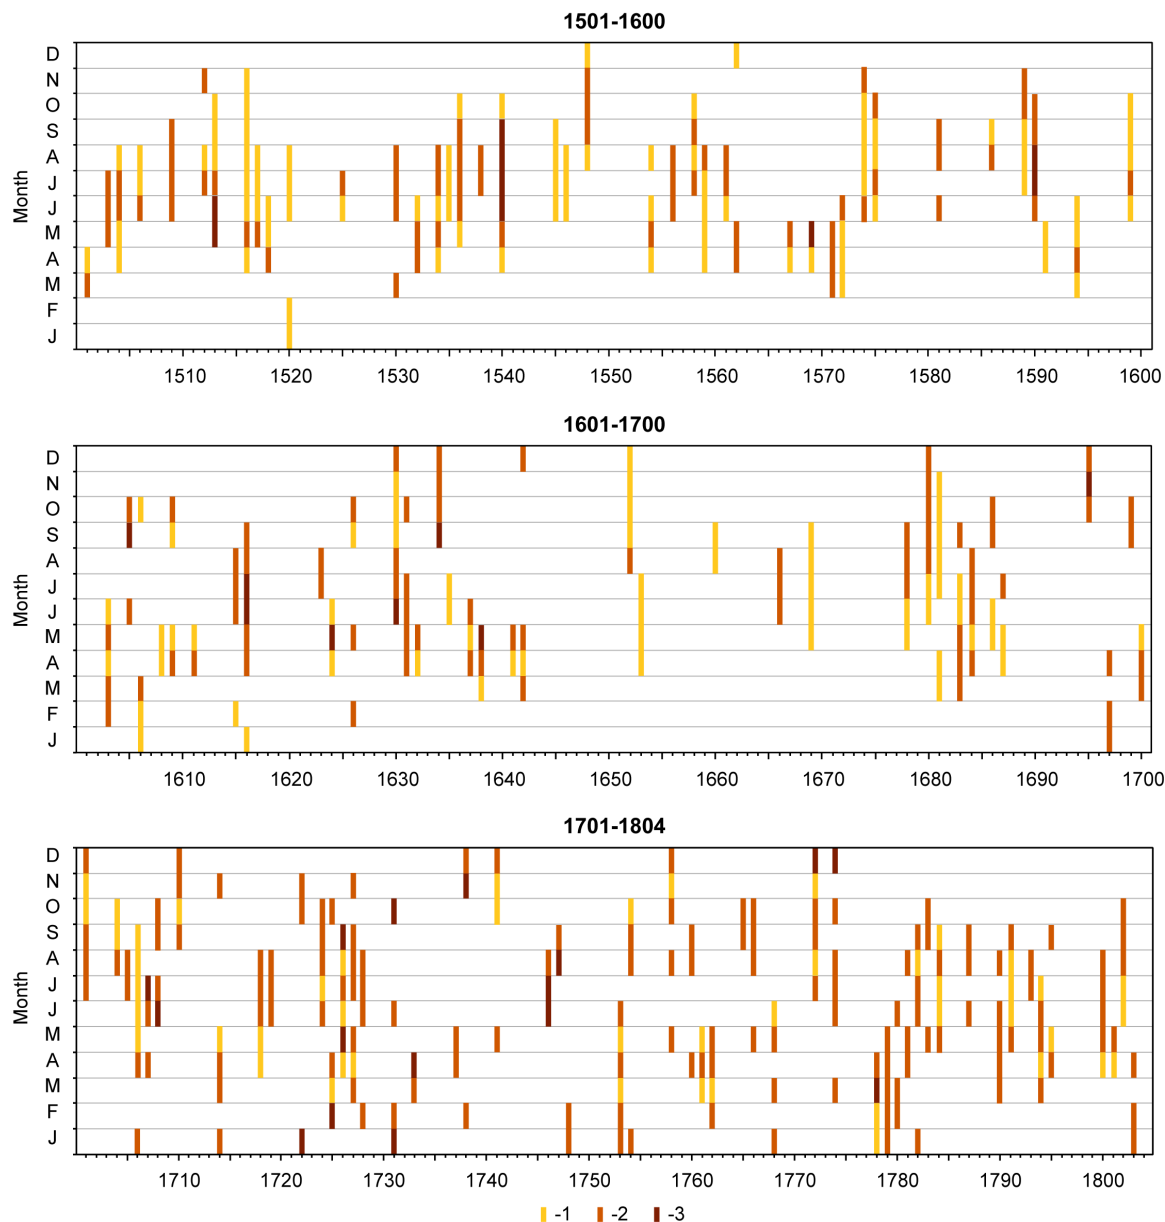 1501-1600
D
N
O
S
A
J
J
M
A
M
F
J
Month
1510 1520 1530 1540 1550 1560 1570 1580 1590 1600
1601-1700
D
N
O
S
A
J
J
M
A
M
F
J
Month
1610 1620 1630 1640 1650 1660 1670 1680 1690 1700
1701-1804
D
N
O
S
A
J
J
M
A
M
F
J
Month
1710 1720 1730 1740 1750 1760 1770 1780 1790 1800
-1 -2 -3